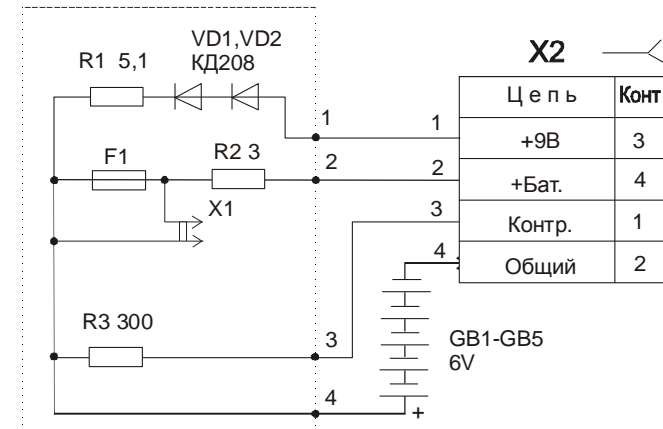 VD1,VD2
R1 5,1
КД208
X2
Цепь
Конт
1
1
+9В
3
F1
R2 3
2
2
+Бат.
4
X1
3
Контр.
1
4
Общий
2
R3 300
3
GB1-GB5
6V
4
+